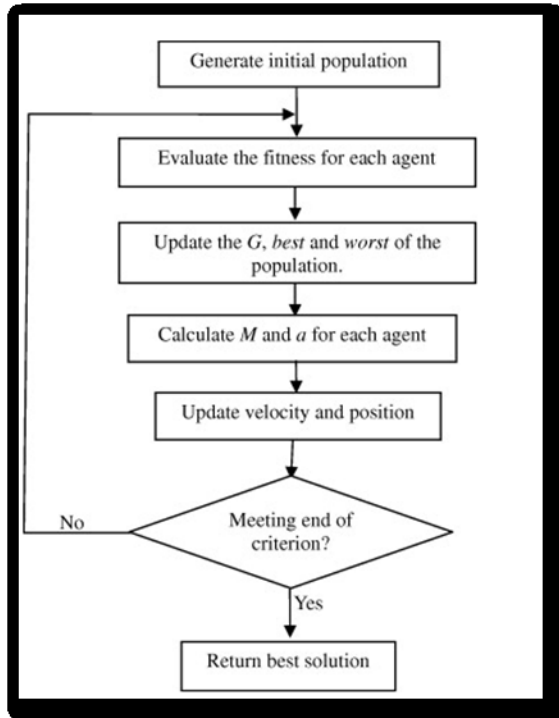 Generate initial population
Evaluate the fitness for each agent
Update the G, best and worst of the
population.
Calculate M and a for each agent
Update velocity and position
Meeting end of
criterion?
No
Yes
Return best solution